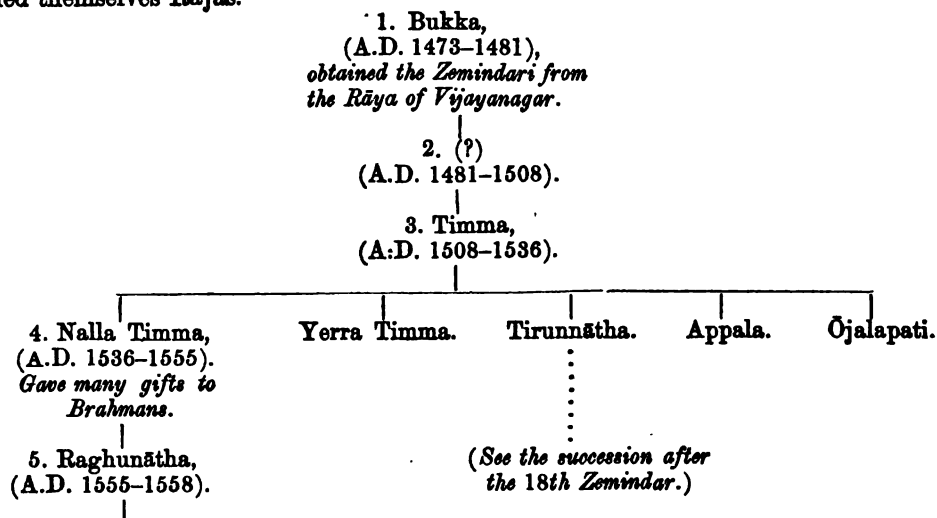 themselves Rājas.
1. Bukka,
(A.D. 1473–1481),
obtained the Zemindari from
the Rāya of Vijayanagar.
2. (?)
(A.D. 1481–1508).
3. Timma,
(A:D. 1508–1536).
4. Nalla Timma,
(A.D. 1536–1555).
Gave many gifts to
Brahmans.
Yerra Timma.
Tirunnātha.
Appala.
Ōjalapati.
5. Raghunātha,
(A.D. 1555–1558).
(See the succession after
the 18th Zemindar.)